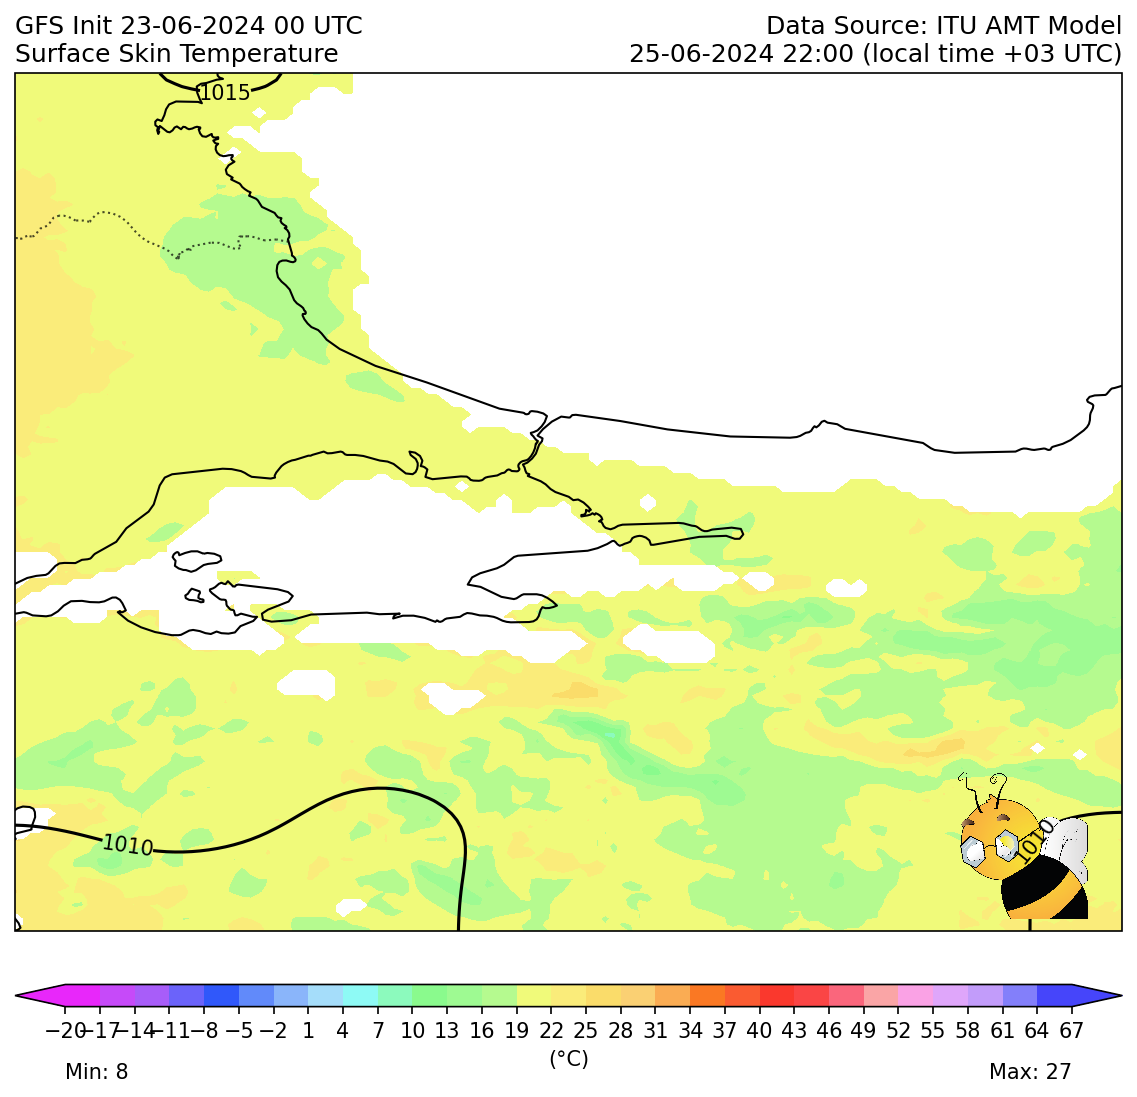 GFS Init 23-06-2024 00 UTC
Surface Skin Temperature
Data Source: ITU AMT Model
25-06-2024 22:00 (local time +03 UTC)
1015
1010
1010
−20 −17 −14 −11 −8 −5 −2 1 4 7 10 13 16 19 22 25 28 31 34 37 40 43 46 49 52 55 58 61 64 67
(°C)
Min: 8
Max: 27